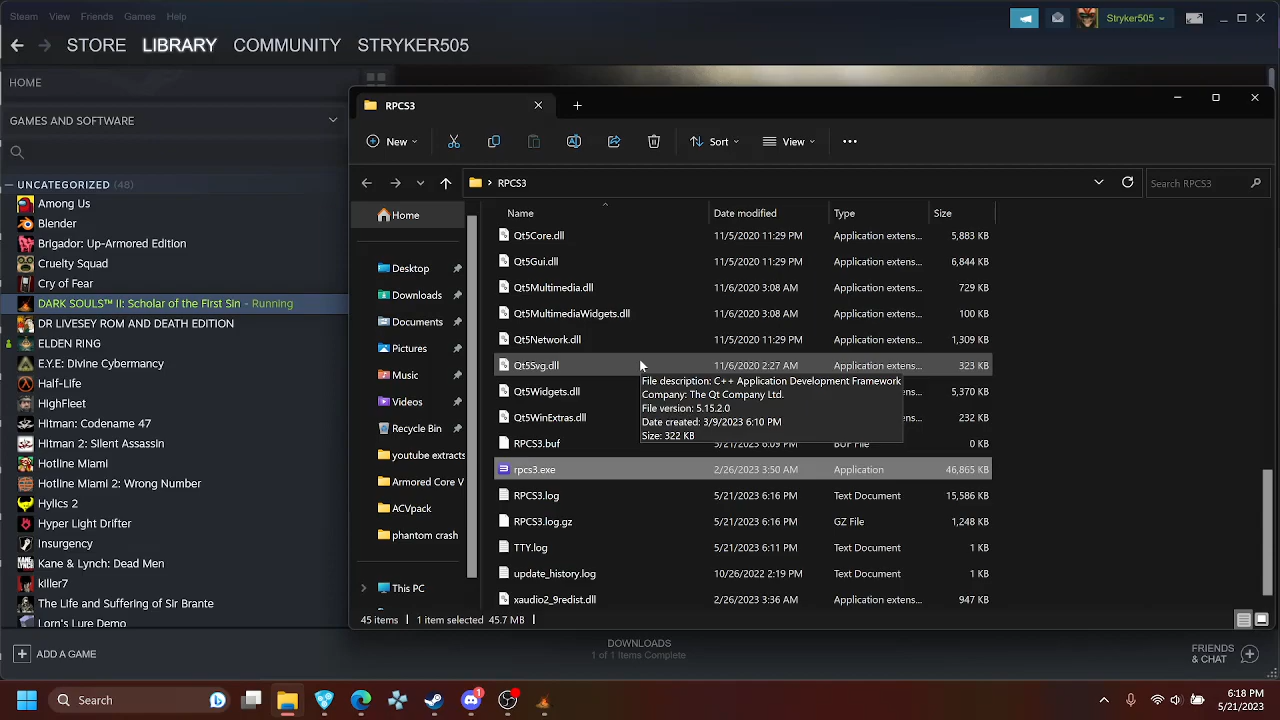 Steam View Friends Games Help
Stryker505
STORE LIBRARY COMMUNITY STRYKER505
HOME
GAMES AND SOFTWARE
UNCATEGORIZED (48)
Among Us
Blender
Brigador: Up-Armored Edition
Cruelty Squad
Cry of Fear
DARK SOULS™ II: Scholar of the First Sin - Running
DR LIVESEY ROM AND DEATH EDITION
ELDEN RING
E.Y.E: Divine Cybermancy
Half-Life
HighFleet
Hitman: Codename 47
Hitman 2: Silent Assassin
Hotline Miami
Hotline Miami 2: Wrong Number
Hylics 2
Hyper Light Drifter
Insurgency
Kane & Lynch: Dead Men
killer7
The Life and Suffering of Sir Brante
Lorn's Lure Demo
ADD A GAME
RPCS3
New Sort View
RPCS3
Search RPCS3
Home
Desktop
Downloads
Documents
Pictures
Music
Videos
Recycle Bin
youtube extracts
Armored Core V
ACVpack
phantom crash
This PC
Name Date modified Type Size
Qt5Core.dll 11/5/2020 11:29 PM Application extens... 5,883 KB
Qt5Gui.dll 11/5/2020 11:29 PM Application extens... 6,844 KB
Qt5Multimedia.dll 11/6/2020 3:08 AM Application extens... 729 KB
Qt5MultimediaWidgets.dll 11/6/2020 3:08 AM Application extens... 100 KB
Qt5Network.dll 11/5/2020 11:29 PM Application extens... 1,309 KB
Qt5Svg.dll 11/6/2020 2:27 AM Application extens... 323 KB
Qt5Widgets.dll 5,370 KB
Qt5WinExtras.dll 232 KB
RPCS3.buf 5/21/2023 6:09 PM BUF File 0 KB
rpcs3.exe 2/26/2023 3:50 AM Application 46,865 KB
RPCS3.log 5/21/2023 6:16 PM Text Document 15,586 KB
RPCS3.log.gz 5/21/2023 6:16 PM GZ File 1,248 KB
TTY.log 5/21/2023 6:11 PM Text Document 1 KB
update_history.log 10/26/2022 2:19 PM Text Document 1 KB
xaudio2_9redist.dll 2/26/2023 3:36 AM Application extens... 947 KB
File description: C++ Application Development Framework
Company: The Qt Company Ltd.
File version: 5.15.2.0
Date created: 3/9/2023 6:10 PM
Size: 322 KB
45 items 1 item selected 45.7 MB
DOWNLOADS
1 of 1 Items Complete
FRIENDS
& CHAT
Search
1
6:18 PM
5/21/2023